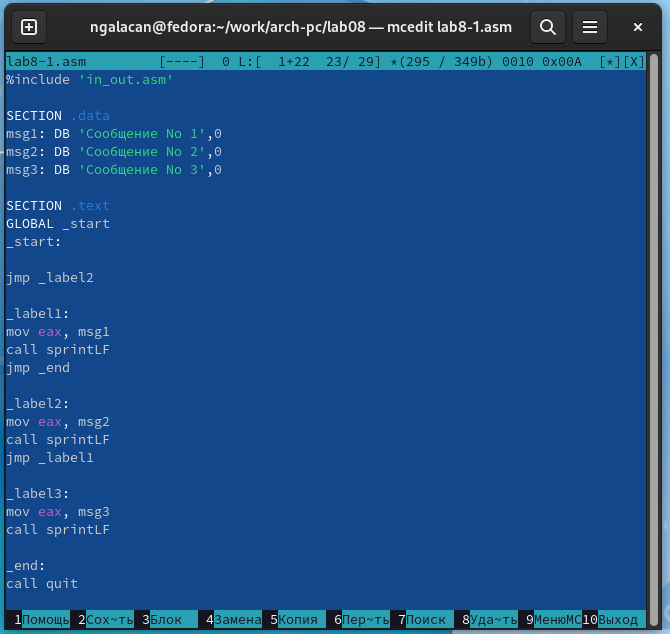 ngalacan@fedora:~/work/arch-pc/lab08 — mcedit lab8-1.asm
lab8-1.asm [----] 0 L:[ 1+22 23/ 29] *(295 / 349b) 0010 0x00A [*][X]
%include 'in_out.asm'
SECTION .data
msg1: DB 'Сообщение No 1',0
msg2: DB 'Сообщение No 2',0
msg3: DB 'Сообщение No 3',0
SECTION .text
GLOBAL _start
_start:
jmp _label2
_label1:
mov eax, msg1
call sprintLF
jmp _end
_label2:
mov eax, msg2
call sprintLF
jmp _label1
_label3:
mov eax, msg3
call sprintLF
_end:
call quit
1Помощь 2Сох~ть 3Блок 4Замена 5Копия 6Пер~ть 7Поиск 8Уда~ть 9МенюMC 10Выход